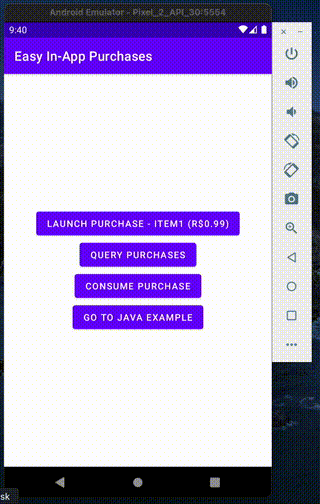 Android Emulator - Pixel_2_API_30:5554
9:40
Easy In-App Purchases
LAUNCH PURCHASE - ITEM1 (R$0.99)
QUERY PURCHASES
CONSUME PURCHASE
GO TO JAVA EXAMPLE
sk